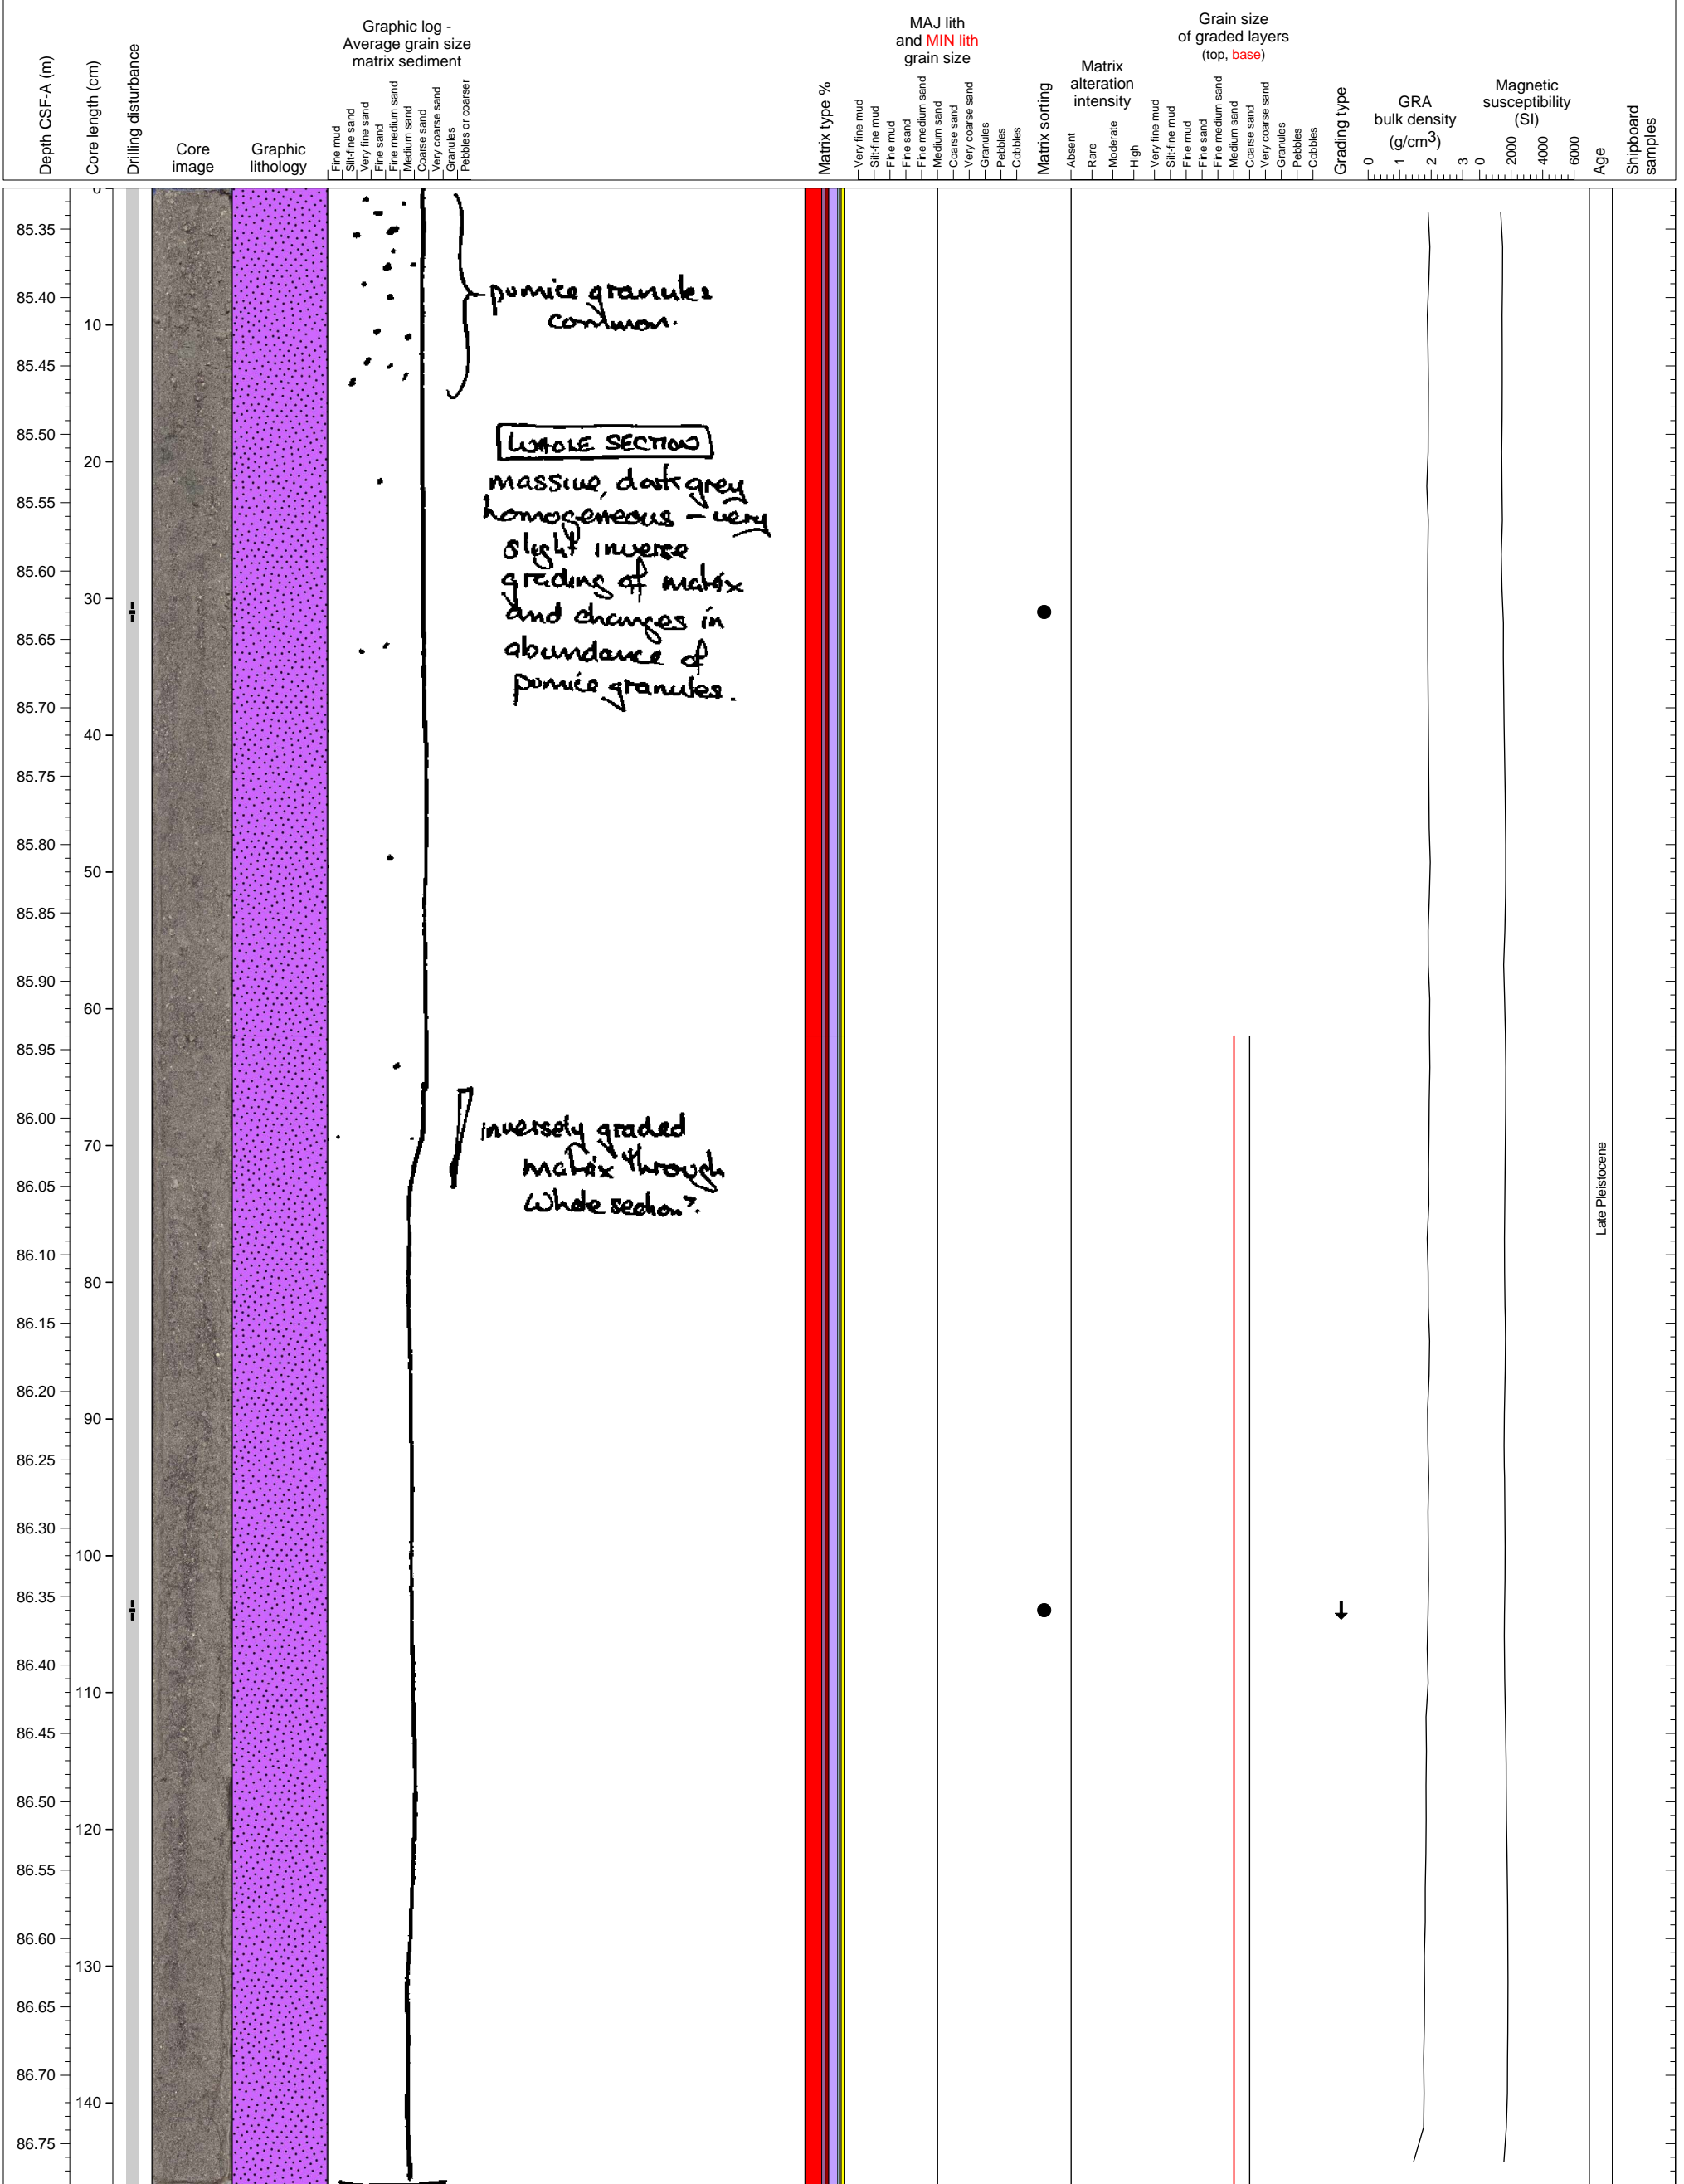 Depth CSF-A (m)
Core length (cm)
Drilling disturbance
Core
image
Graphic
lithology
Graphic log -
Average grain size
matrix sediment
Fine mud
Silt-fine sand
Very fine sand
Fine sand
Fine medium sand
Medium sand
Coarse sand
Very coarse sand
Granules
Pebbles or coarser
Matrix type %
MAJ lith
and MIN lith
grain size
Very fine mud
Silt-fine mud
Fine mud
Fine sand
Fine medium sand
Medium sand
Coarse sand
Very coarse sand
Granules
Pebbles
Cobbles
Matrix sorting
Matrix
alteration
intensity
Absent
Rare
Moderate
High
Grain size
of graded layers
(top, base)
Very fine mud
Silt-fine mud
Fine mud
Fine sand
Fine medium sand
Medium sand
Coarse sand
Very coarse sand
Granules
Pebbles
Cobbles
Grading type
GRA
bulk density
(g/cm3)
0 1 2 3
Magnetic
susceptibility
(SI)
0 2000 4000 6000
Age
Shipboard
samples
0
85.35
85.40
10
85.45
85.50
20
85.55
85.60
30
85.65
85.70
40
85.75
85.80
50
85.85
85.90
60
85.95
86.00
70
86.05
86.10
80
86.15
86.20
90
86.25
86.30
100
86.35
86.40
110
86.45
86.50
120
86.55
86.60
130
86.65
86.70
140
86.75
pumice granules
common.
WHOLE SECTION
massive, dark grey
homogeneous - very
slight inverse
grading of matrix
and changes in
abundance of
pumice granules.
inversely graded
matrix through
whole section?.
Late Pleistocene